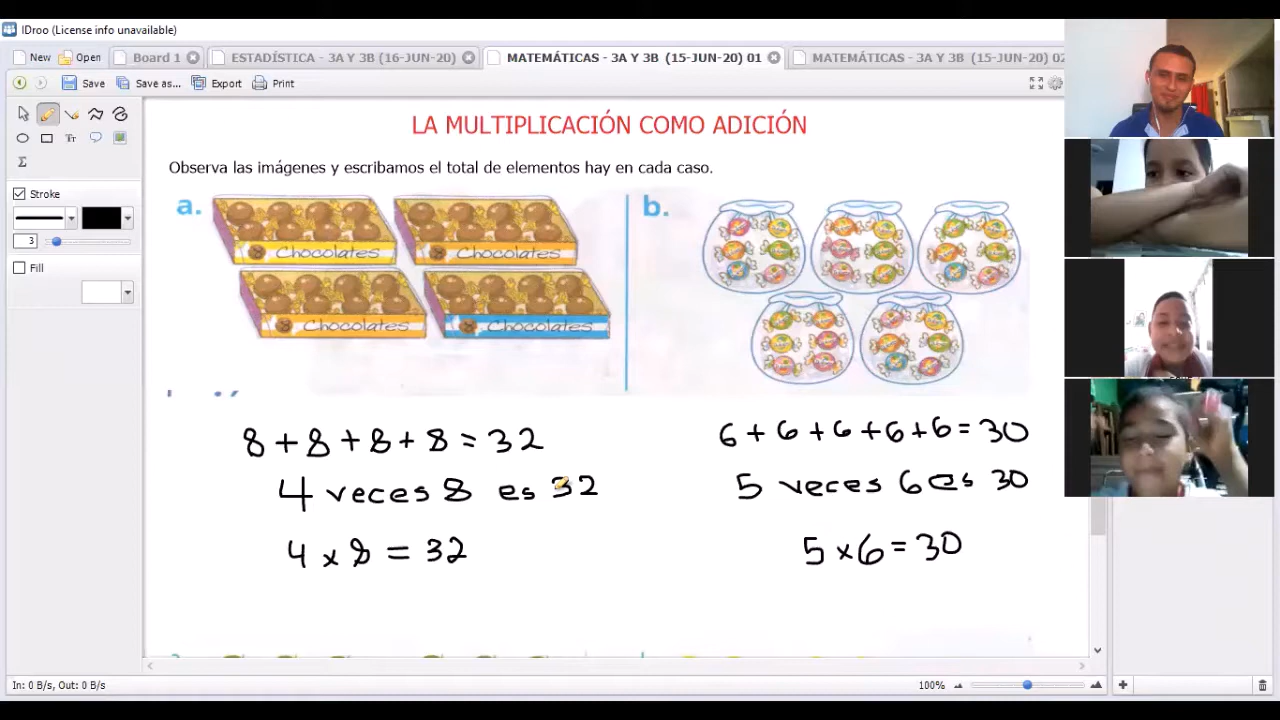 IDroo (License info unavailable)
New Open Board 1 ESTADÍSTICA - 3A Y 3B (16-JUN-20) MATEMÁTICAS - 3A Y 3B (15-JUN-20) 01 MATEMÁTICAS - 3A Y 3B (15-JUN-20) 02
Save Save as... Export Print
Tт
Σ
Stroke
3
Fill
LA MULTIPLICACIÓN COMO ADICIÓN
Observa las imágenes y escribamos el total de elementos hay en cada caso.
a. b.
Chocolates Chocolates
Chocolates Chocolates
8 + 8 + 8 + 8 = 32
4 veces 8 es 32
4 x 8 = 32
6 + 6 + 6 + 6 + 6 = 30
5 veces 6 es 30
5 x 6 = 30
In: 0 B/s, Out: 0 B/s 100%